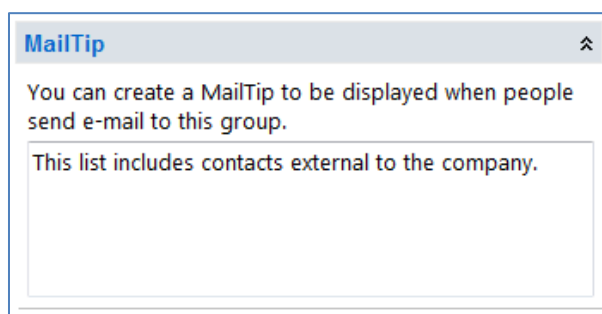 MailTip
You can create a MailTip to be displayed when people
send e-mail to this group.
This list includes contacts external to the company.